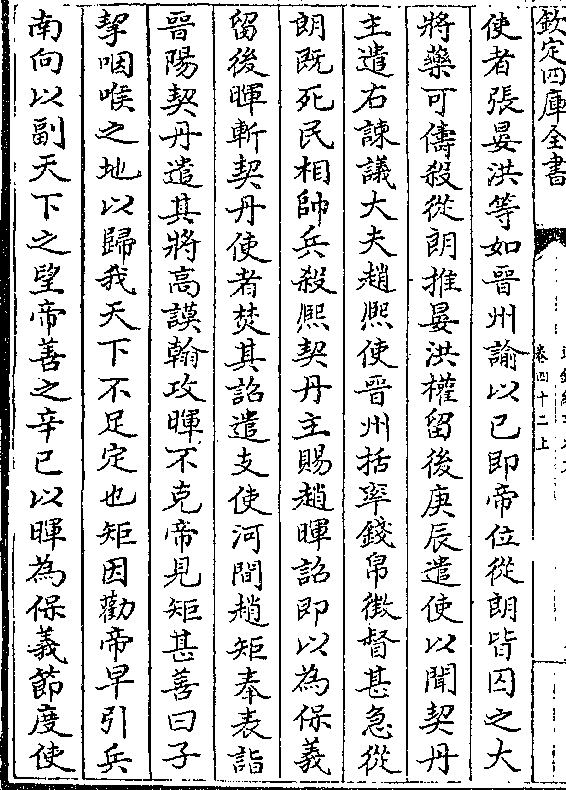 欽定四庫全書
卷四十二上
使者張晏洪等如晉州諭以已即帝位從朗皆囚之大
將藥可儔殺從朗推晏洪權留後庚辰遣使以聞契丹
主遣右諫議大夫趙熈使晉州括率錢帛徵督甚急從
朗既死民相帥兵殺熈契丹主賜趙暉詔即以為保義
留後暉斬契丹使者焚其詔遣支使河間趙矩奉表詣
晉陽契丹遣其將高謨翰攻暉不克帝見矩甚善曰子
挈咽喉之地以歸我天下不足定也矩因勸帝早引兵
南向以副天下之望帝善之辛已以暉為保義節度使